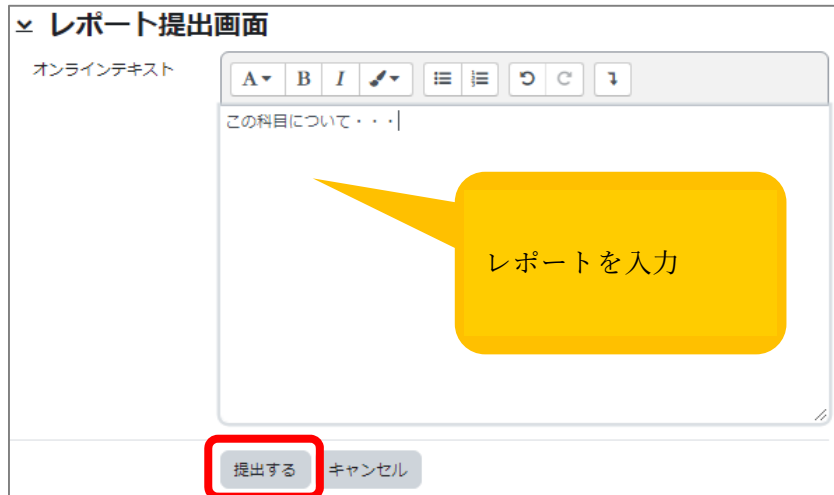 レポート提出画面
オンラインテキスト
A B I
この科目について・・・
レポートを入力
提出する キャンセル